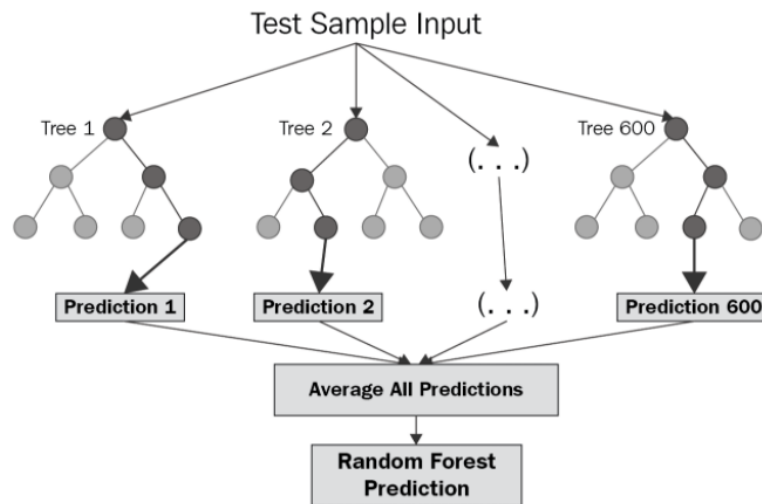 Test Sample Input
Tree 1
Tree 2
Tree 600
(. . .)
Prediction 1
Prediction 2
(. . .)
Prediction 600
Average All Predictions
Random Forest
Prediction